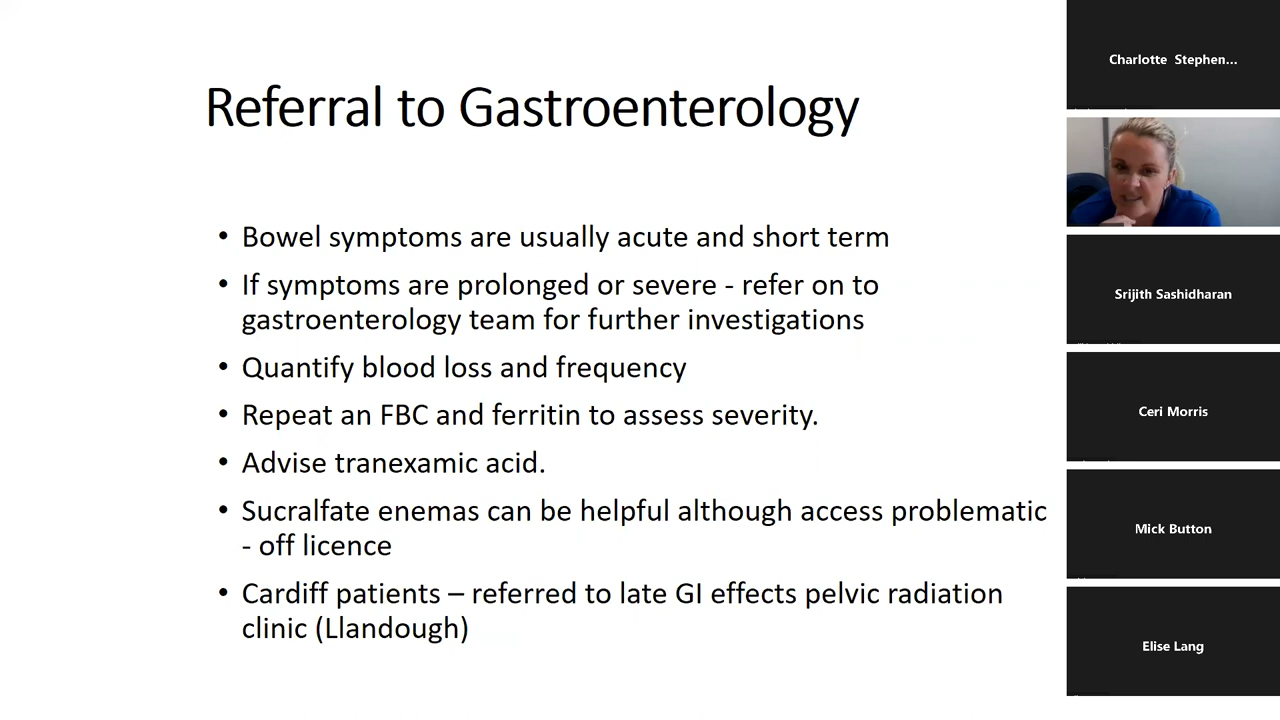 Referral to Gastroenterology
• Bowel symptoms are usually acute and short term
• If symptoms are prolonged or severe - refer on to
gastroenterology team for further investigations
• Quantify blood loss and frequency
• Repeat an FBC and ferritin to assess severity.
• Advise tranexamic acid.
• Sucralfate enemas can be helpful although access problematic
- off licence
• Cardiff patients – referred to late GI effects pelvic radiation
clinic (Llandough)
Charlotte Stephen...
Srijith Sashidharan
Ceri Morris
Mick Button
Elise Lang